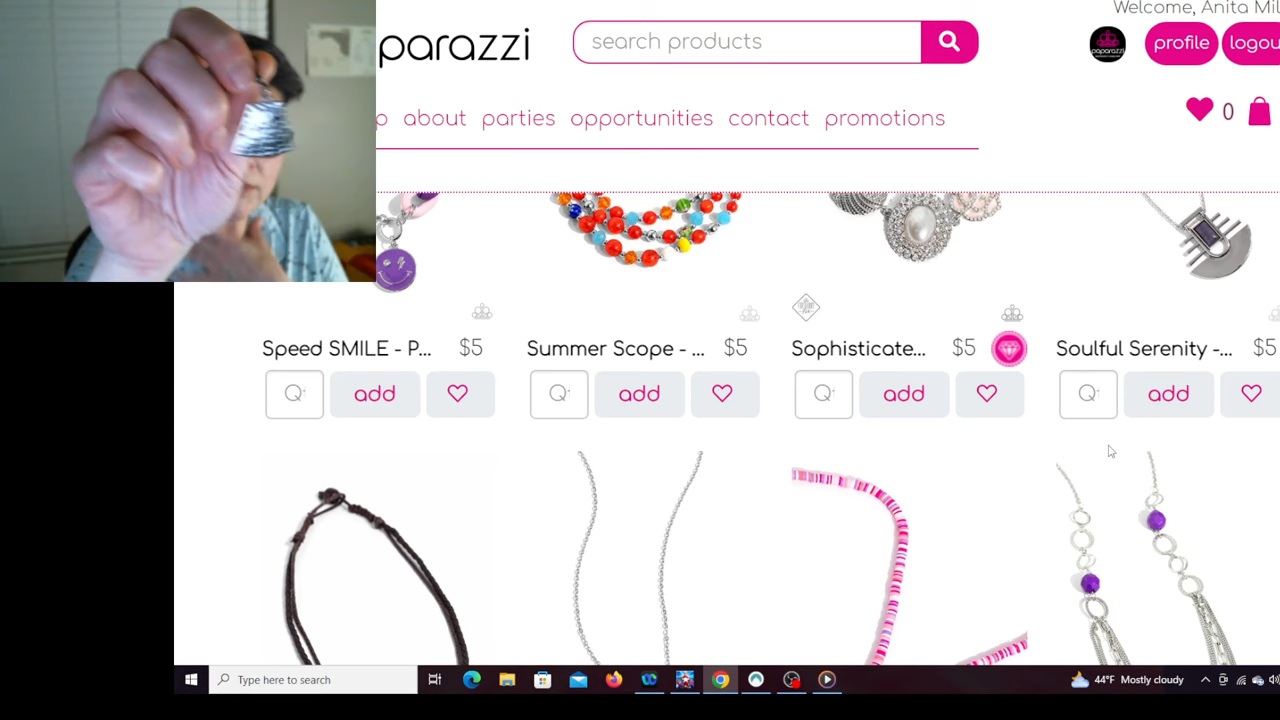 Welcome, Anita Mil
parazzi
search products
paparazzi
profile
logou
p about parties opportunities contact promotions
0
Speed SMILE - P... $5
Summer Scope - ... $5
Sophisticate... $5
Soulful Serenity -... $5
add
add
add
add
Type here to search
44°F Mostly cloudy